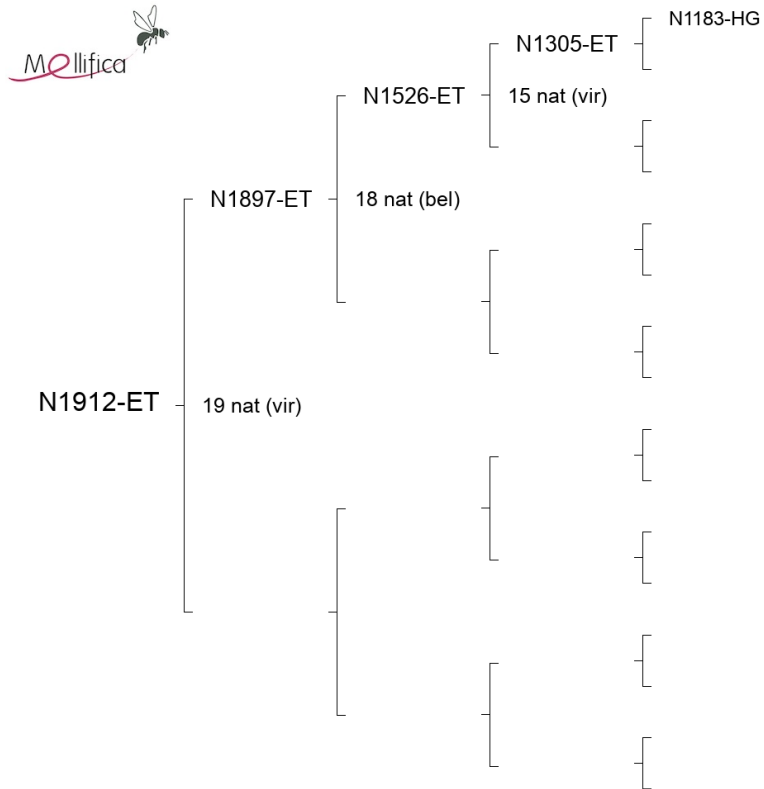 Mellifica
N1183-HG
N1305-ET
N1526-ET
15 nat (vir)
N1897-ET
18 nat (bel)
N1912-ET
19 nat (vir)